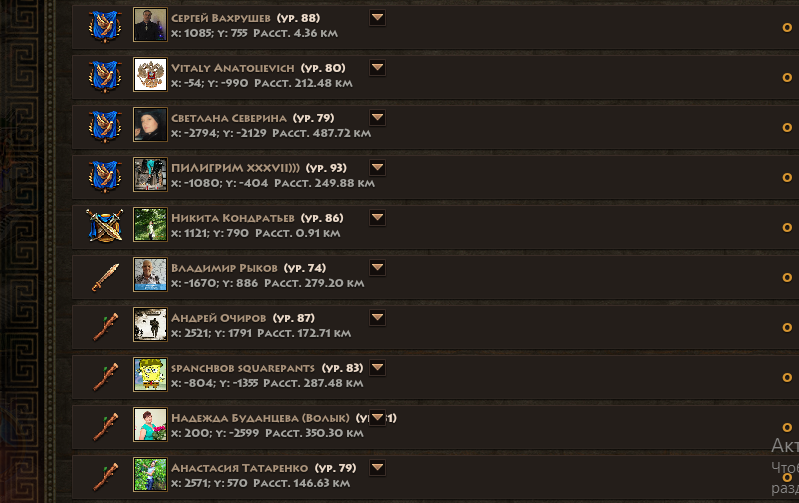 Сергей Вахрушев (ур. 88)
x: 1085; y: 755 Расст. 4.36 км
О
Vitaly Anatolievich (ур. 80)
x: -54; y: -990 Расст. 212.48 км
О
Светлана Северина (ур. 79)
x: -2794; y: -2129 Расст. 487.72 км
О
ПИЛИГРИМ XXXVII))) (ур. 93)
x: -1080; y: -404 Расст. 249.88 км
О
Никита Кондратьев (ур. 86)
x: 1121; y: 790 Расст. 0.91 км
О
Владимир Рыков (ур. 74)
x: -1670; y: 886 Расст. 279.20 км
О
Андрей Очиров (ур. 87)
x: 2521; y: 1791 Расст. 172.71 км
О
spanchbob squarepants (ур. 83)
x: -804; y: -1355 Расст. 287.48 км
О
Надежда Буданцева (Волык) (у 1)
x: 200; y: -2599 Расст. 350.30 км
О
Акт
Анастасия Татаренко (ур. 79)
x: 2571; y: 570 Расст. 146.63 км
О
Чтоб
разд